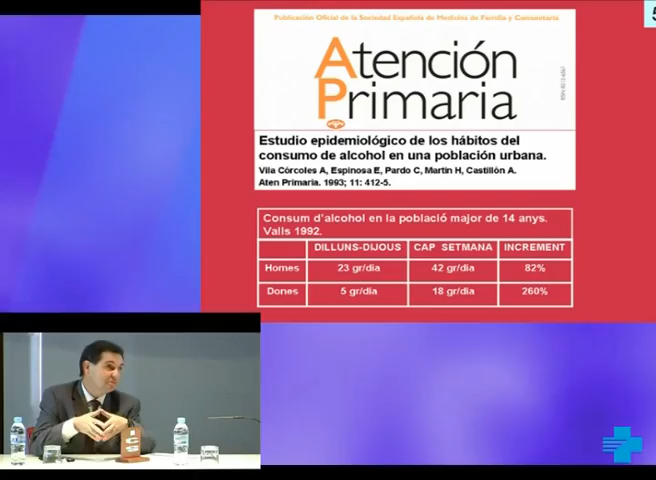 Publicación Oficial de la Sociedad Española de Medicina de Familia y Comunitaria
Atención
Primaria
Estudio epidemiológico de los hábitos del
consumo de alcohol en una población urbana.
Vila Córcoles A, Espinosa E, Pardo C, Martín H, Castillón A.
Aten Primaria. 1993; 11: 412-5.
Consum d'alcohol en la població major de 14 anys.
Valls 1992.
DILLUNS-DIJOUS CAP SETMANA INCREMENT
Homes 23 gr/dia 42 gr/dia 82%
Dones 5 gr/dia 18 gr/dia 260%